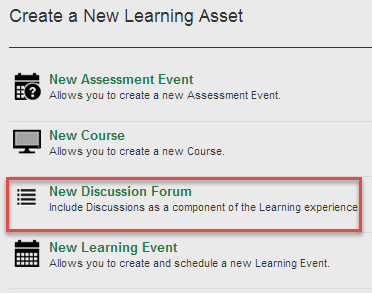 Create a New Learning Asset
New Assessment Event
Allows you to create a new Assessment Event.
New Course
Allows you to create a new Course.
New Discussion Forum
Include Discussions as a component of the Learning experience
New Learning Event
Allows you to create and schedule a new Learning Event.